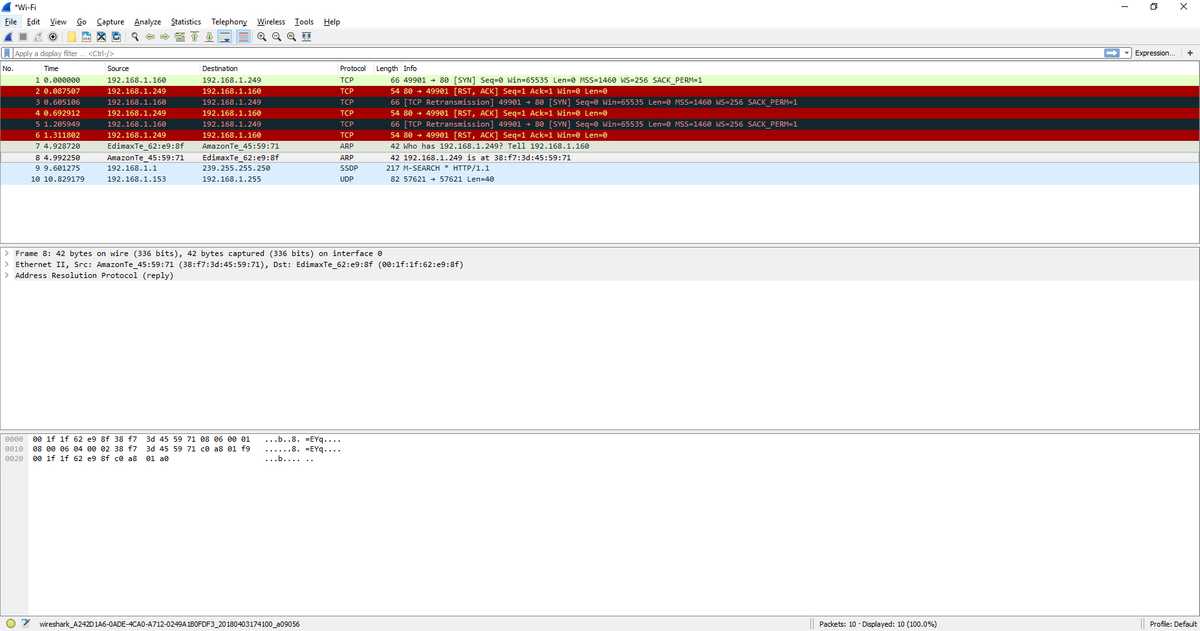 *Wi-Fi
File Edit View Go Capture Analyze Statistics Telephony Wireless Tools Help
Apply a display filter ... <Ctrl-/> Expression... +
No. Time Source Destination Protocol Length Info
1 0.000000 192.168.1.160 192.168.1.249 TCP 66 49901 → 80 [SYN] Seq=0 Win=65535 Len=0 MSS=1460 WS=256 SACK_PERM=1
2 0.087507 192.168.1.249 192.168.1.160 TCP 54 80 → 49901 [RST, ACK] Seq=1 Ack=1 Win=0 Len=0
3 0.605106 192.168.1.160 192.168.1.249 TCP 66 [TCP Retransmission] 49901 → 80 [SYN] Seq=0 Win=65535 Len=0 MSS=1460 WS=256 SACK_PERM=1
4 0.692912 192.168.1.249 192.168.1.160 TCP 54 80 → 49901 [RST, ACK] Seq=1 Ack=1 Win=0 Len=0
5 1.205949 192.168.1.160 192.168.1.249 TCP 66 [TCP Retransmission] 49901 → 80 [SYN] Seq=0 Win=65535 Len=0 MSS=1460 WS=256 SACK_PERM=1
6 1.311802 192.168.1.249 192.168.1.160 TCP 54 80 → 49901 [RST, ACK] Seq=1 Ack=1 Win=0 Len=0
7 4.928720 EdimaxTe_62:e9:8f AmazonTe_45:59:71 ARP 42 Who has 192.168.1.249? Tell 192.168.1.160
8 4.992250 AmazonTe_45:59:71 EdimaxTe_62:e9:8f ARP 42 192.168.1.249 is at 38:f7:3d:45:59:71
9 9.601275 192.168.1.1 239.255.255.250 SSDP 217 M-SEARCH * HTTP/1.1
10 10.829179 192.168.1.153 192.168.1.255 UDP 82 57621 → 57621 Len=40
Frame 8: 42 bytes on wire (336 bits), 42 bytes captured (336 bits) on interface 0
Ethernet II, Src: AmazonTe_45:59:71 (38:f7:3d:45:59:71), Dst: EdimaxTe_62:e9:8f (00:1f:1f:62:e9:8f)
Address Resolution Protocol (reply)
0000 00 1f 1f 62 e9 8f 38 f7 3d 45 59 71 08 06 00 01 ...b..8. =EYq....
0010 08 00 06 04 00 02 38 f7 3d 45 59 71 c0 a8 01 f9 ......8. =EYq....
0020 00 1f 1f 62 e9 8f c0 a8 01 a0 ...b.... ..
wireshark_A242D1A6-0ADE-4CA0-A712-0249A1B0FDF3_20180403174100_a09056 Packets: 10 · Displayed: 10 (100.0%) Profile: Default